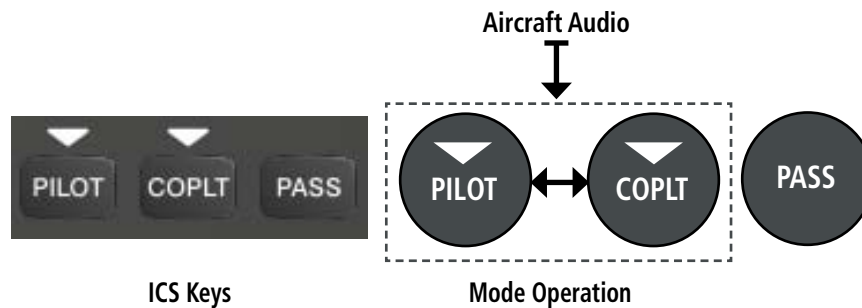 Aircraft Audio
PILOT COPLT PASS
PILOT COPLT PASS
ICS Keys
Mode Operation